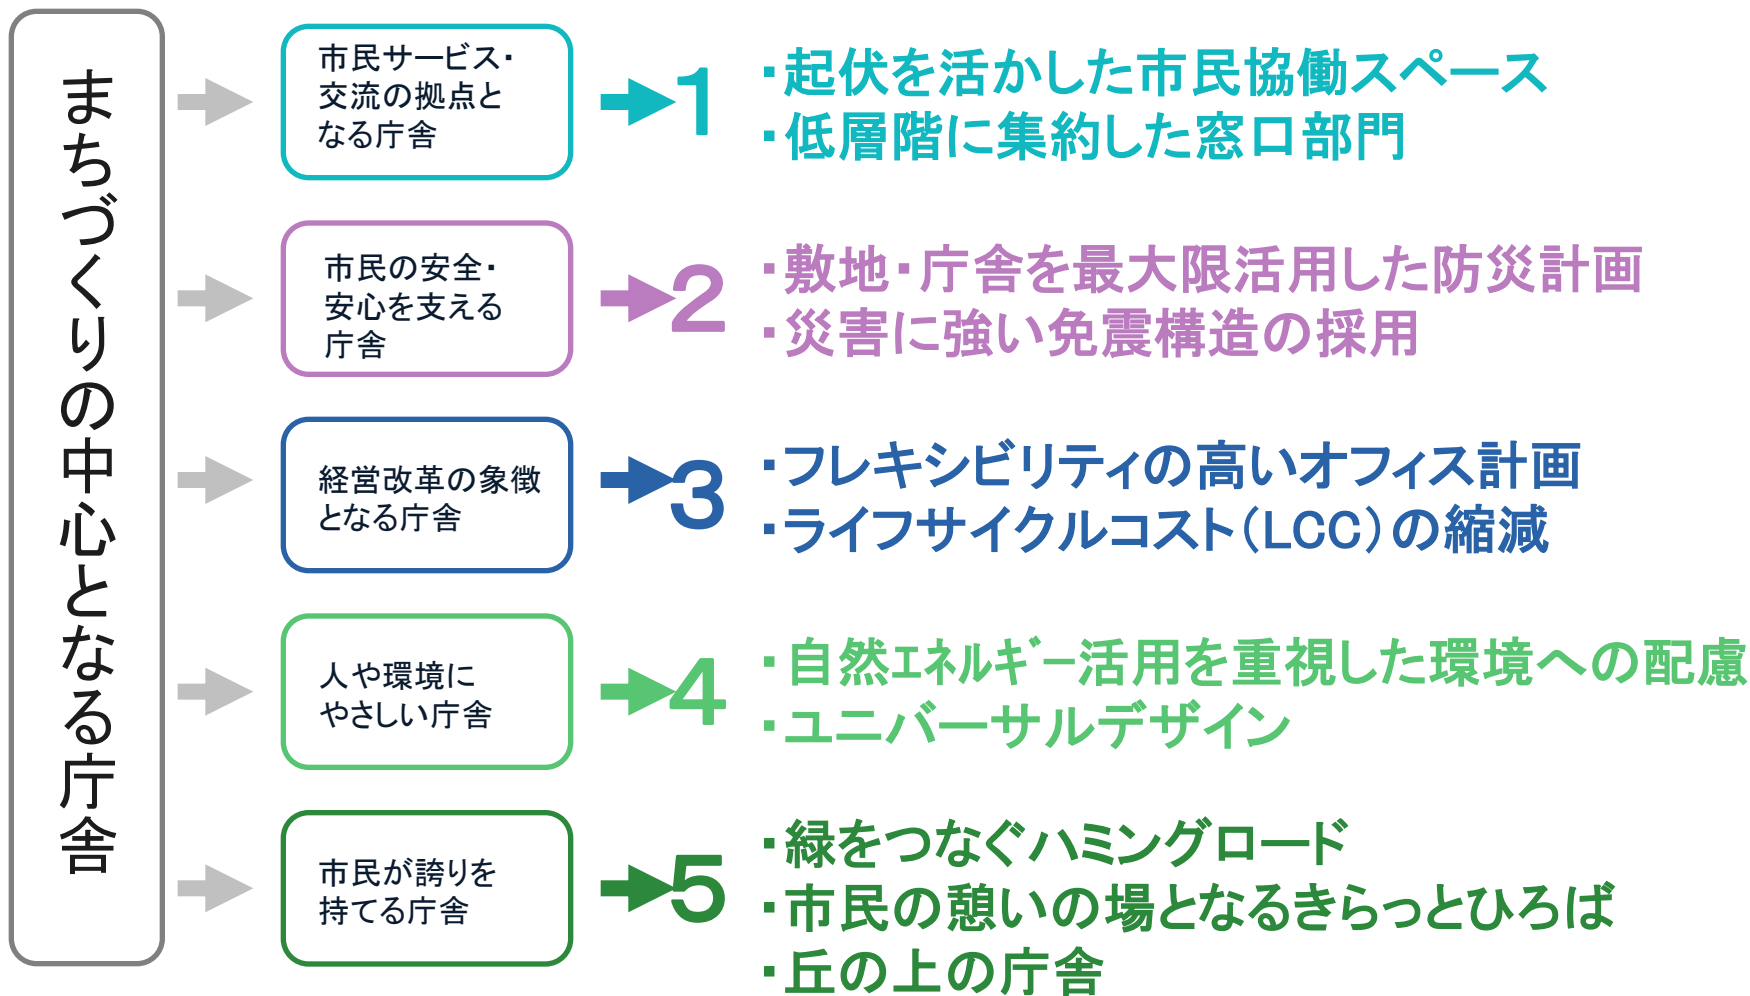 まちづくりの中心となる庁舎
市民サービス・
交流の拠点と
なる庁舎
1
・起伏を活かした市民協働スペース
・低層階に集約した窓口部門
市民の安全・
安心を支える
庁舎
2
・敷地・庁舎を最大限活用した防災計画
・災害に強い免震構造の採用
経営改革の象徴
となる庁舎
3
・フレキシビリティの高いオフィス計画
・ライフサイクルコスト（LCC）の縮減
人や環境に
やさしい庁舎
4
・自然ｴﾈﾙｷﾞｰ活用を重視した環境への配慮
・ユニバーサルデザイン
市民が誇りを
持てる庁舎
5
・緑をつなぐハミングロード
・市民の憩いの場となるきらっとひろば
・丘の上の庁舎